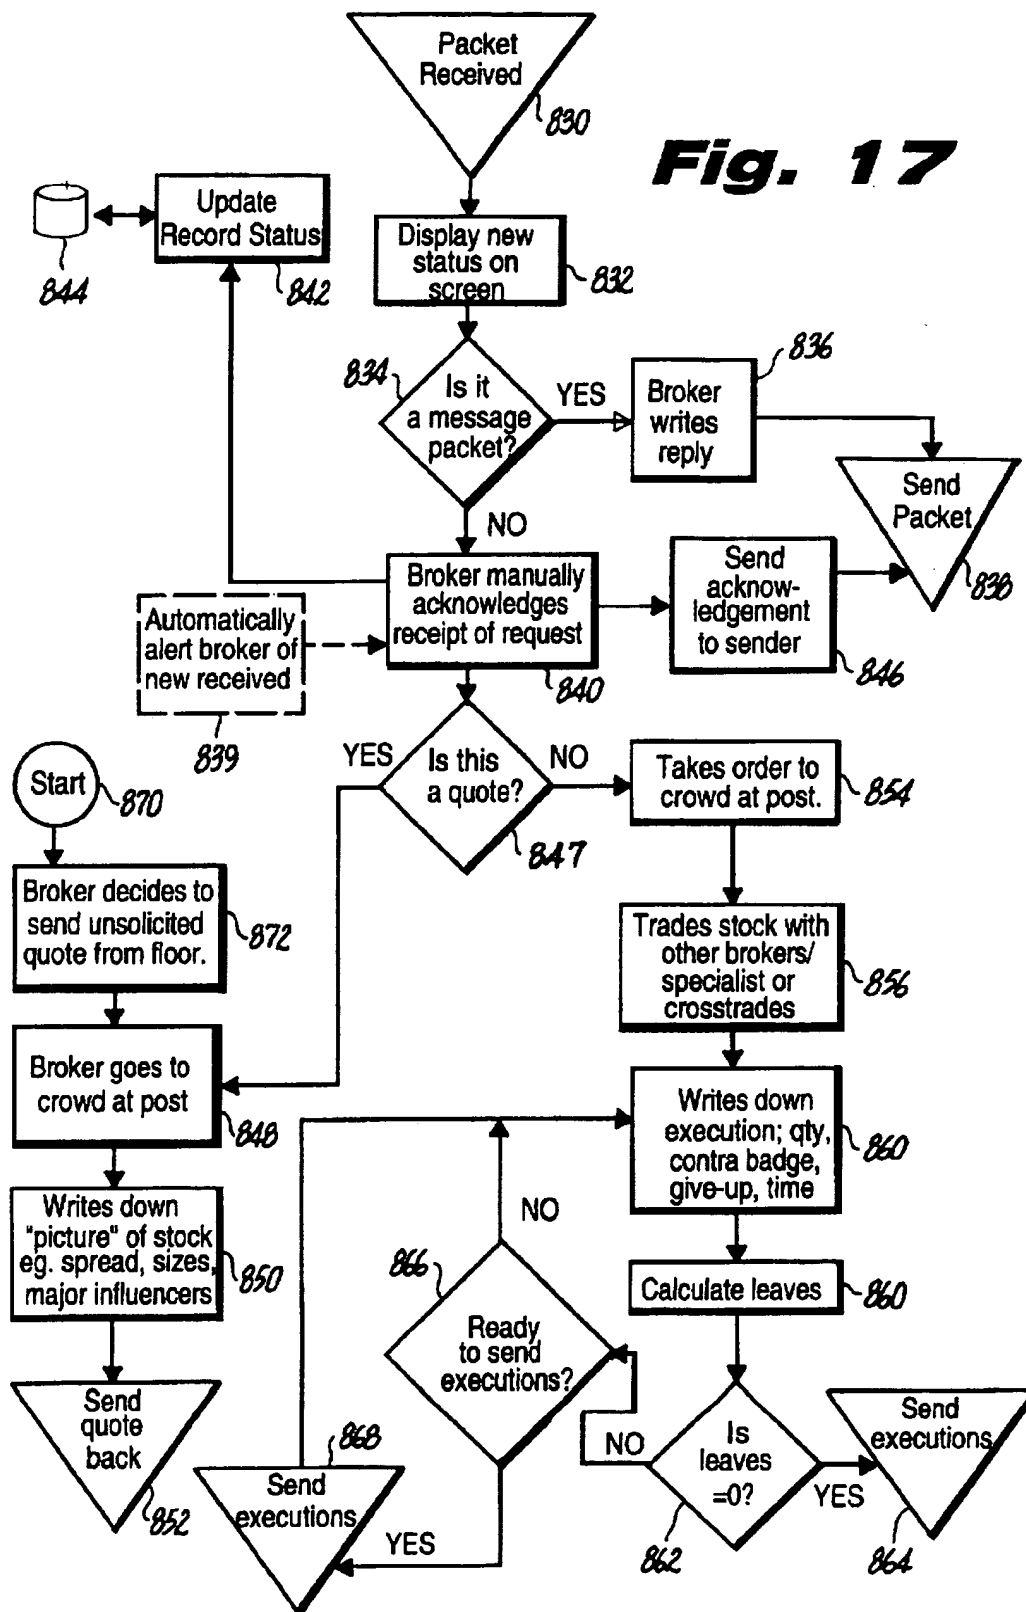 Packet
Received
830
Fig. 17
Update
Record Status
844
842
Display new
status on
screen
832
834
Is it
a message
packet?
YES
836
Broker
writes
reply
Send
Packet
838
NO
Broker manually
acknowledges
receipt of request
840
Send
acknow-
ledgement
to sender
846
Automatically
alert broker of
new received
839
Start
870
YES
Is this
a quote?
NO
847
Takes order to
crowd at post.
854
Broker decides to
send unsolicited
quote from floor.
872
Trades stock with
other brokers/
specialist or
crosstrades
856
Broker goes to
crowd at post
848
Writes down
execution; qty,
contra badge,
give-up, time
860
Writes down
"picture" of stock
eg. spread, sizes,
major influencers
850
NO
866
Ready
to send
executions?
Calculate leaves
860
Send
quote
back
852
868
Send
executions
YES
NO
Is
leaves
=0?
862
YES
Send
executions
864